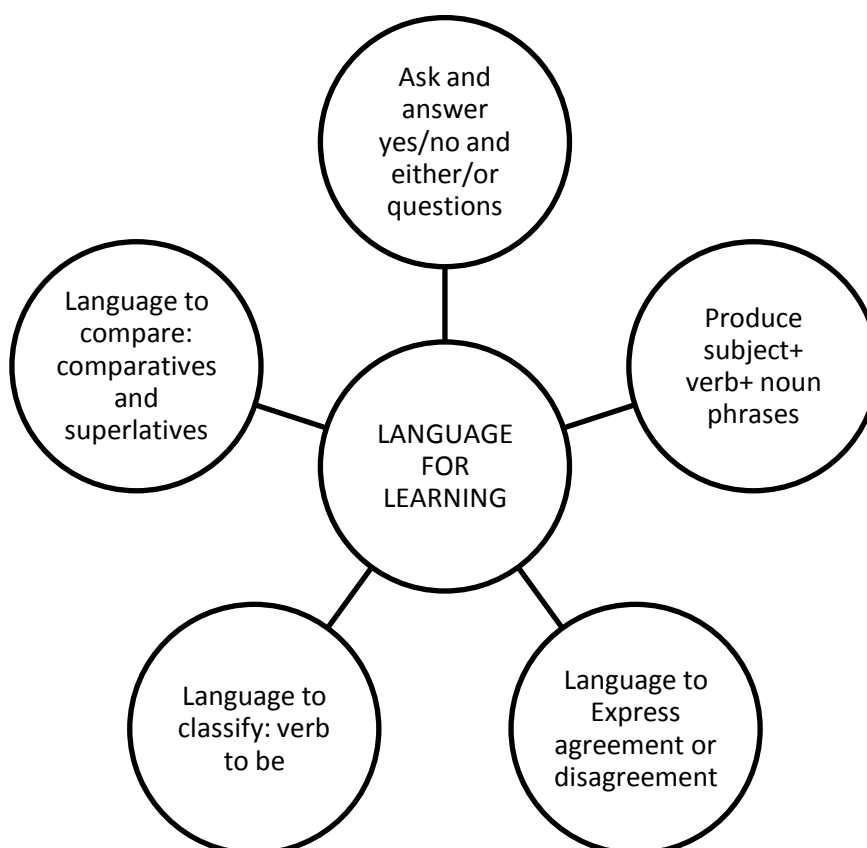 Ask and
answer
yes/no and
either/or
questions
Language to
compare:
comparatives
and
superlatives
Produce
subject+
verb+ noun
phrases
LANGUAGE
FOR
LEARNING
Language to
classify: verb
to be
Language to
Express
agreement or
disagreement